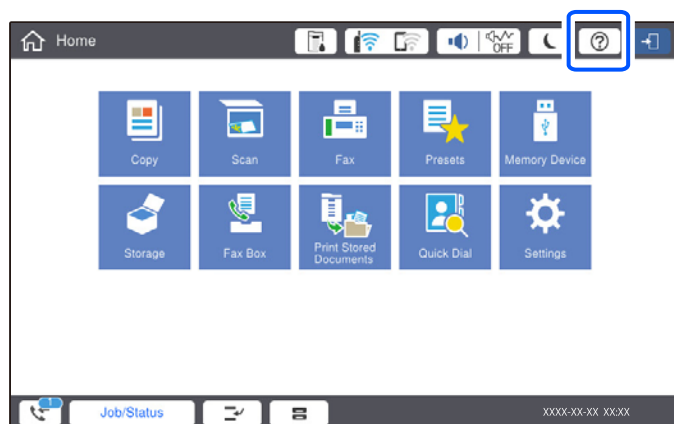 Home
OFF
?
Copy
Scan
Fax
Presets
Memory Device
Storage
Fax Box
Print Stored
Documents
Quick Dial
Settings
1
Job/Status
XXXX-XX-XX XX:XX